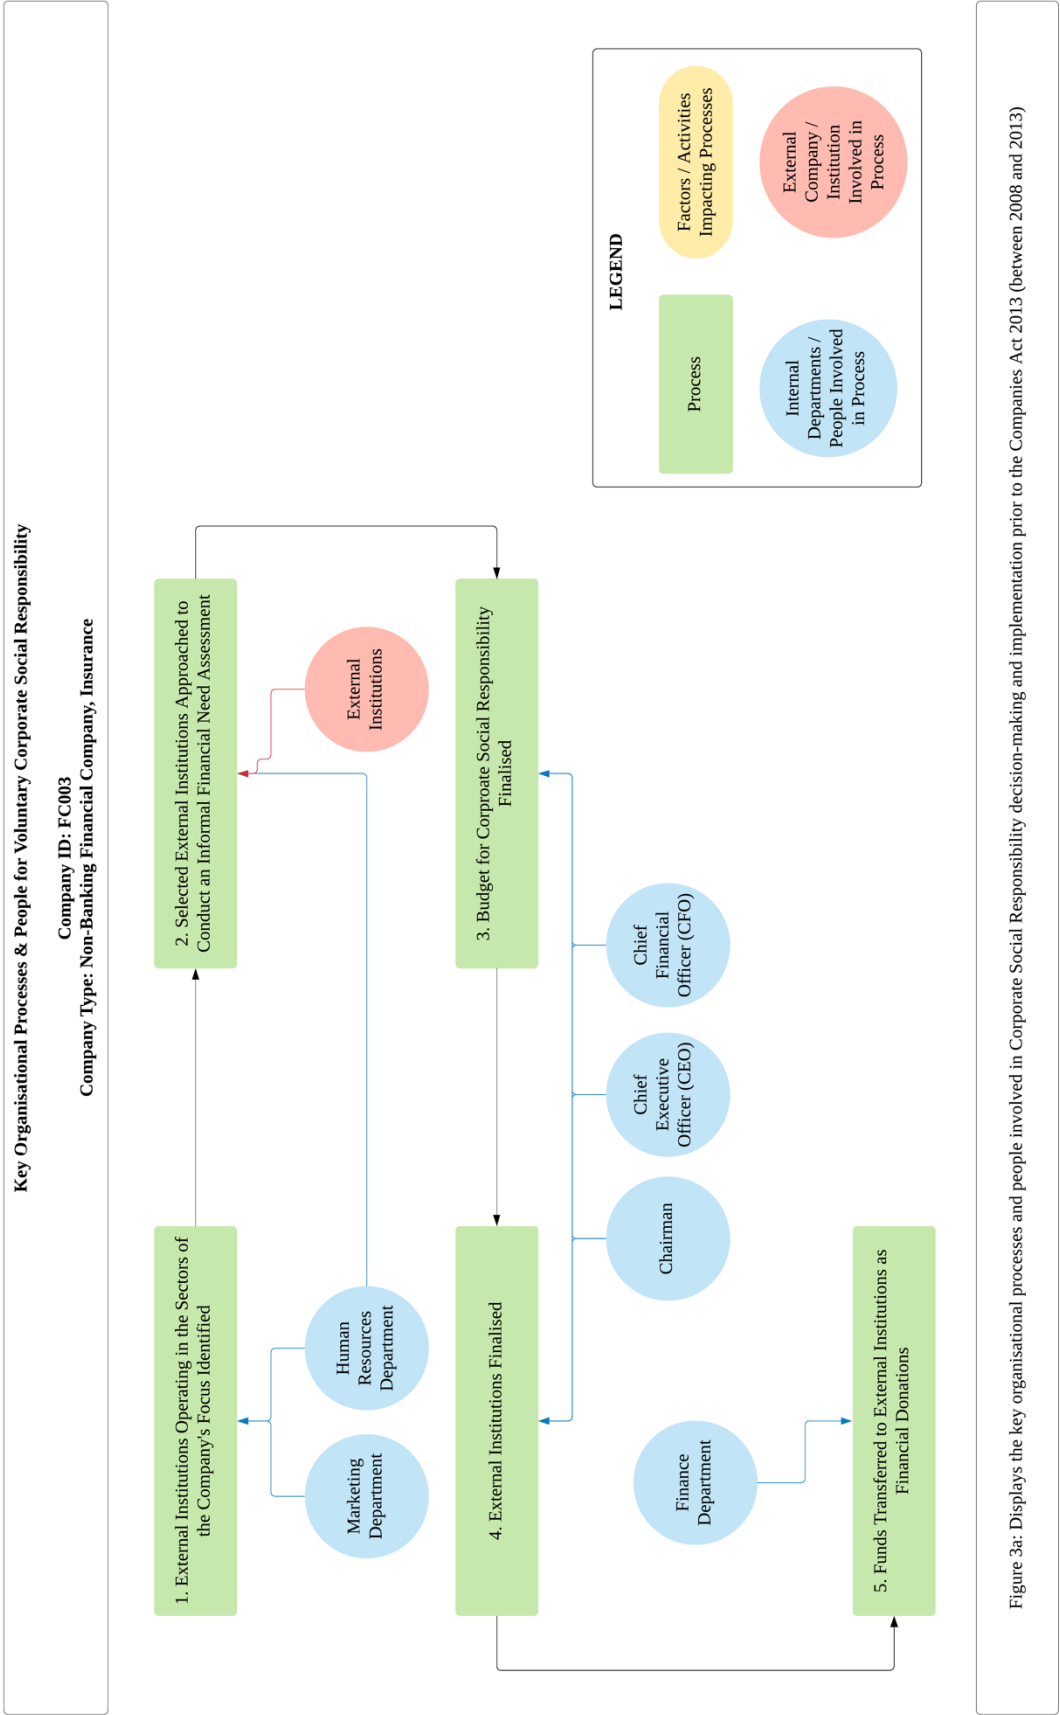 Key Organisational Processes & People for Voluntary Corporate Social Responsibility
Company ID: FC003
Company Type: Non-Banking Financial Company, Insurance
1. External Institutions Operating in the Sectors of
the Company's Focus Identified
2. Selected External Institutions Approached to
Conduct an Informal Financial Need Assessment
Marketing
Department
Human
Resources
Department
External
Institutions
4. External Institutions Finalised
3. Budget for Corproate Social Responsibility
Finalised
Chairman
Chief
Executive
Officer (CEO)
Chief
Financial
Officer (CFO)
Finance
Department
5. Funds Transferred to External Institutions as
Financial Donations
LEGEND
Process
Factors / Activities
Impacting Processes
Internal
Departments /
People Involved
in Process
External
Company /
Institution
Involved in
Process
Figure 3a: Displays the key organisational processes and people involved in Corporate Social Responsibility decision-making and implementation prior to the Companies Act 2013 (between 2008 and 2013)